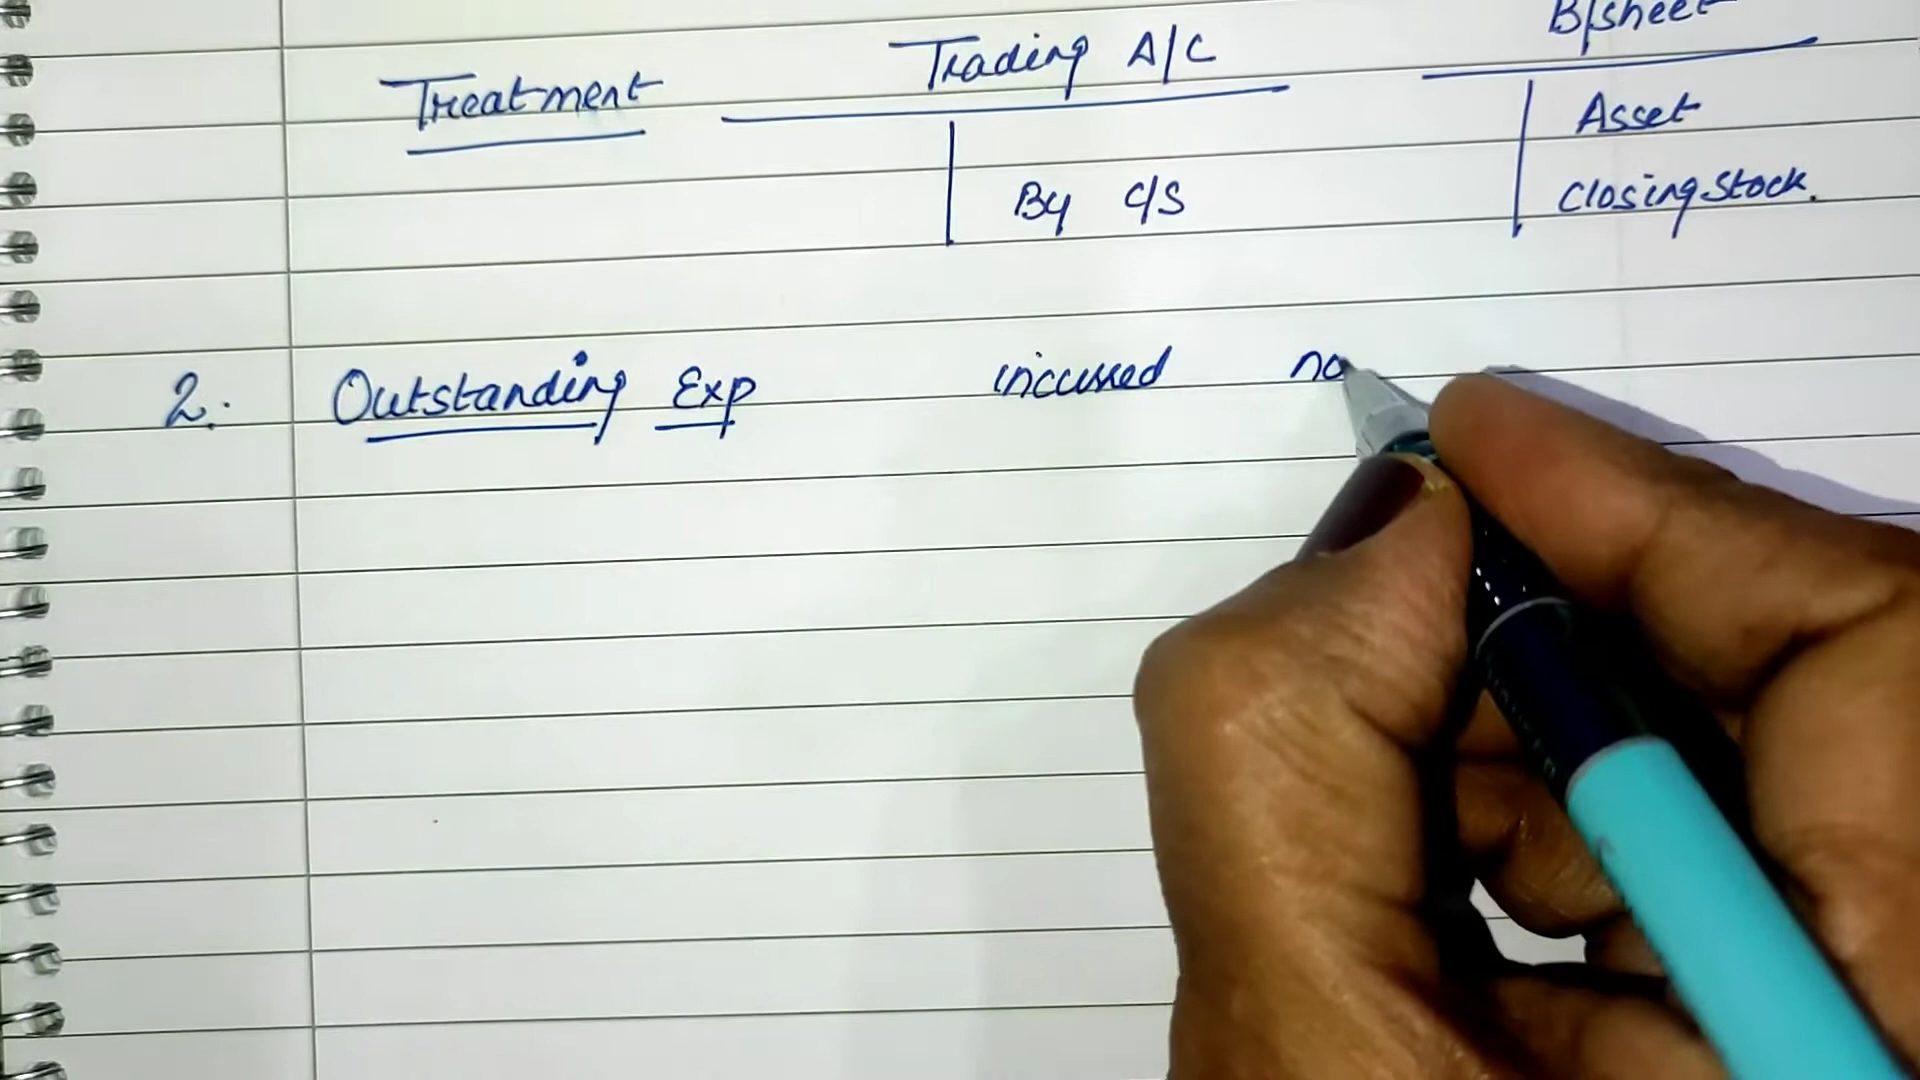 Treatment Trading A/C B/sheet
Asset
By C/S Closing stock.
2. Outstanding Exp incurred no